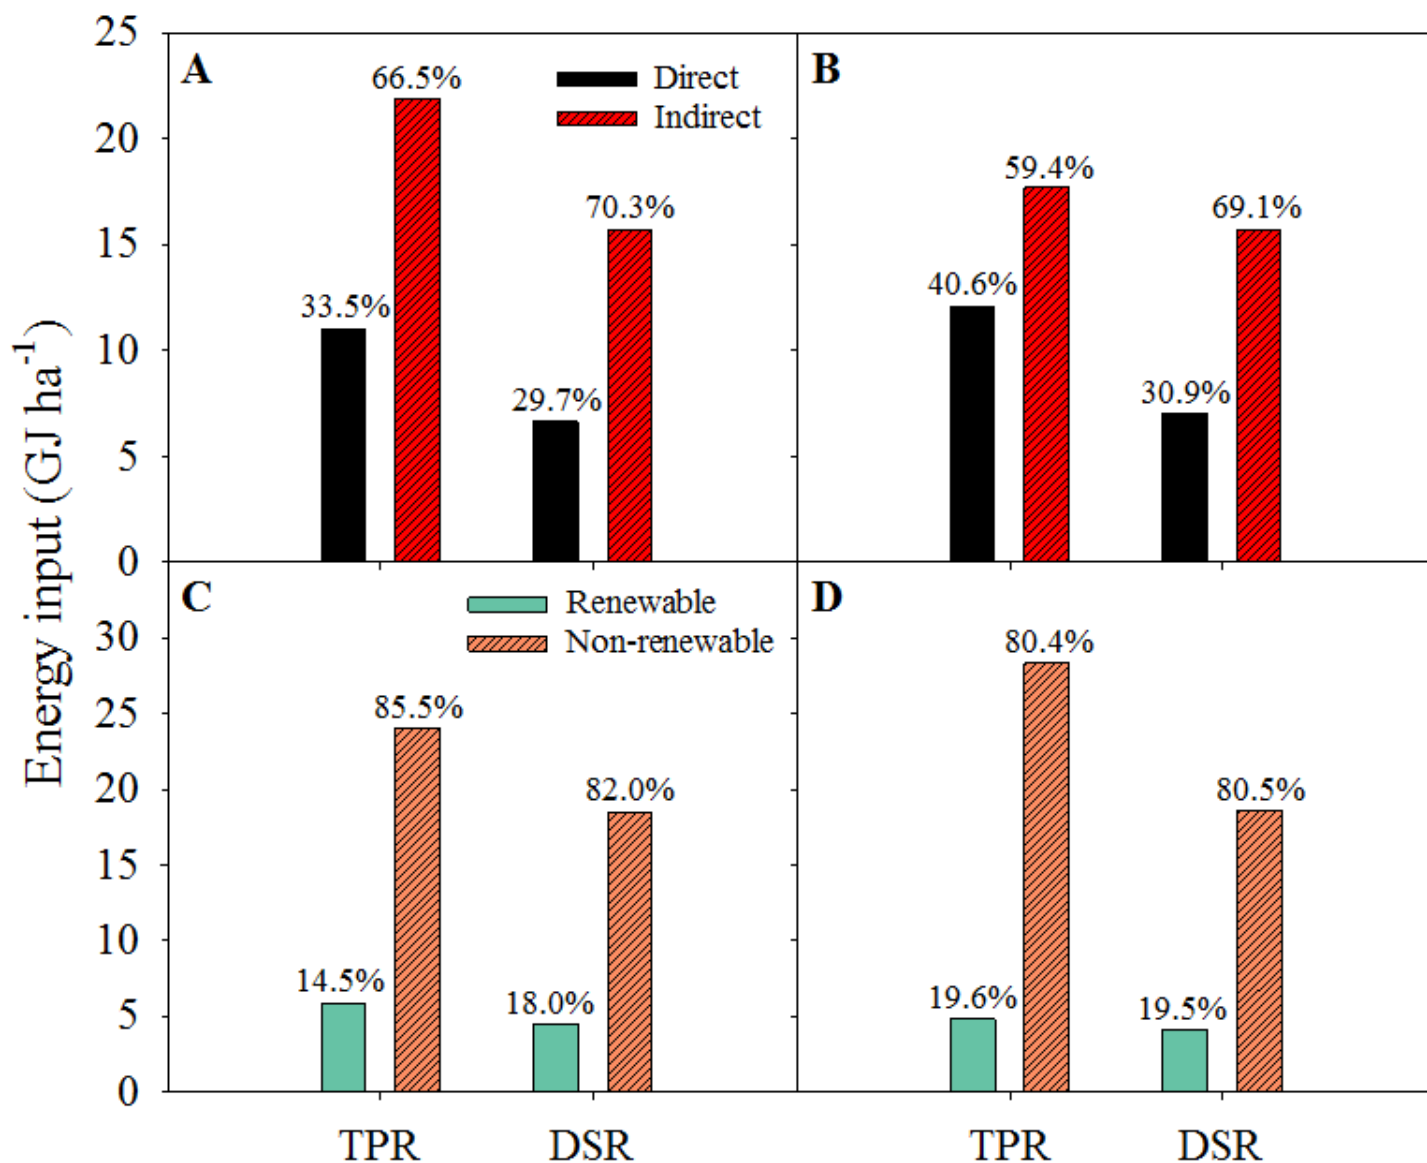 Energy input (GJ ha⁻¹)
25
20
15
10
5
0
A
Direct
Indirect
33.5%
66.5%
29.7%
70.3%
B
40.6%
59.4%
30.9%
69.1%
30
25
20
15
10
5
0
C
Renewable
Non-renewable
14.5%
85.5%
18.0%
82.0%
D
19.6%
80.4%
19.5%
80.5%
TPR DSR TPR DSR